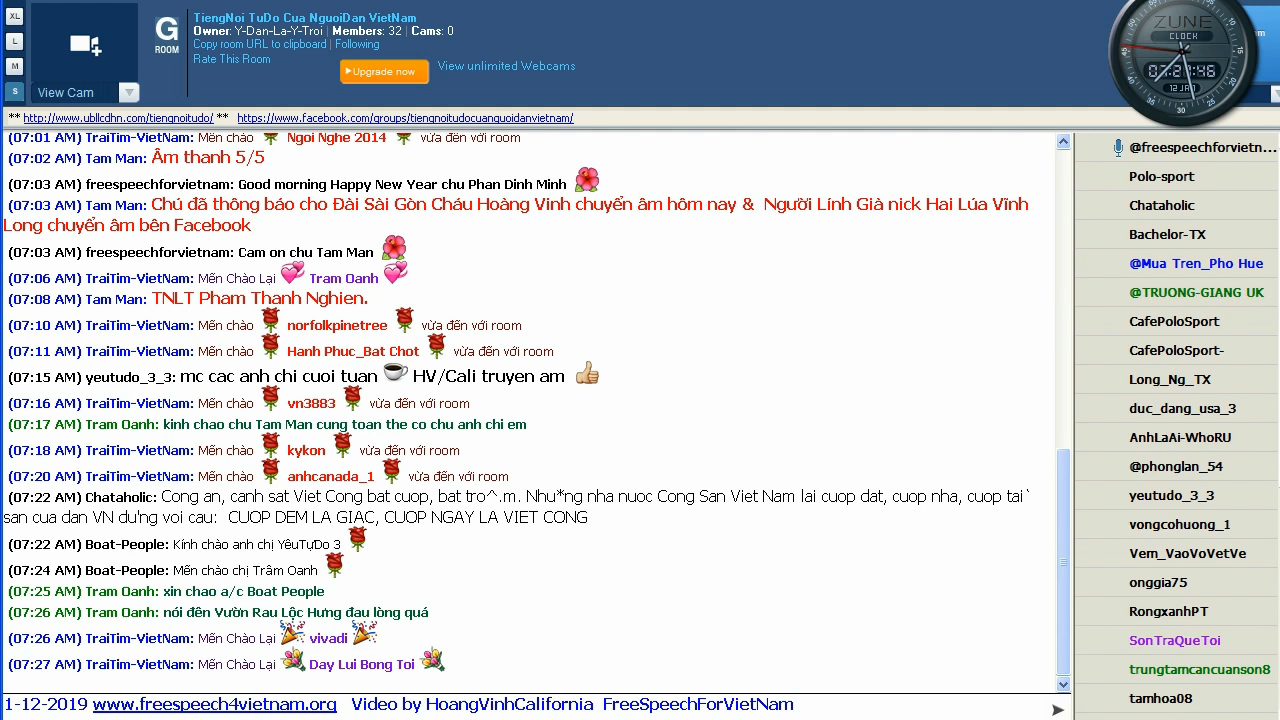 XL
L
M
S
View Cam
G
ROOM
TiengNoi TuDo Cua NguoiDan VietNam
Owner: Y-Dan-La-Y-Troi | Members: 32 | Cams: 0
Copy room URL to clipboard | Following
Rate This Room
Upgrade now
View unlimited Webcams
ZUNE
CLOCK
12 JAN
** http://www.ubllcdhn.com/tiengnoitudo/ ** https://www.facebook.com/groups/tiengnoitudocuanguoidanvietnam/
(07:01 AM) TraiTim-VietNam: Mến chào Ngoi Nghe 2014 vừa đến với room
(07:02 AM) Tam Man: Âm thanh 5/5
(07:03 AM) freespeechforvietnam: Good morning Happy New Year chu Phan Dinh Minh
(07:03 AM) Tam Man: Chú đã thông báo cho Đài Sài Gòn Cháu Hoàng Vinh chuyển âm hôm nay & Người Lính Già nick Hai Lúa Vĩnh
Long chuyển âm bên Facebook
(07:03 AM) freespeechforvietnam: Cam on chu Tam Man
(07:06 AM) TraiTim-VietNam: Mến Chào Lại Tram Oanh
(07:08 AM) Tam Man: TNLT Pham Thanh Nghien.
(07:10 AM) TraiTim-VietNam: Mến chào norfolkpinetree vừa đến với room
(07:11 AM) TraiTim-VietNam: Mến chào Hanh Phuc_Bat Chot vừa đến với room
(07:15 AM) yeutudo_3_3: mc cac anh chi cuoi tuan HV/Cali truyen am
(07:16 AM) TraiTim-VietNam: Mến chào vn3883 vừa đến với room
(07:17 AM) Tram Oanh: kinh chao chu Tam Man cung toan the co chu anh chi em
(07:18 AM) TraiTim-VietNam: Mến chào kykon vừa đến với room
(07:20 AM) TraiTim-VietNam: Mến chào anhcanada_1 vừa đến với room
(07:22 AM) Chataholic: Cong an, canh sat Viet Cong bat cuop, bat tro^.m. Nhu*ng nha nuoc Cong San Viet Nam lai cuop dat, cuop nha, cuop tai`
san cua dan VN du'ng voi cau: CUOP DEM LA GIAC, CUOP NGAY LA VIET CONG
(07:22 AM) Boat-People: Kính chào anh chị YêuTựDo 3
(07:24 AM) Boat-People: Mến chào chị Trâm Oanh
(07:25 AM) Tram Oanh: xin chao a/c Boat People
(07:26 AM) Tram Oanh: nói đên Vườn Rau Lộc Hưng đau lòng quá
(07:26 AM) TraiTim-VietNam: Mến Chào Lại vivadi
(07:27 AM) TraiTim-VietNam: Mến Chào Lại Day Lui Bong Toi
1-12-2019 www.freespeech4vietnam.org Video by HoangVinhCalifornia FreeSpeechForVietNam
@freespeechforvietn...
Polo-sport
Chataholic
Bachelor-TX
@Mua Tren_Pho Hue
@TRUONG-GIANG UK
CafePoloSport
CafePoloSport-
Long_Ng_TX
duc_dang_usa_3
AnhLaAi-WhoRU
@phonglan_54
yeutudo_3_3
vongcohuong_1
Vem_VaoVoVetVe
onggia75
RongxanhPT
SonTraQueToi
trungtamcancuanson8
tamhoa08